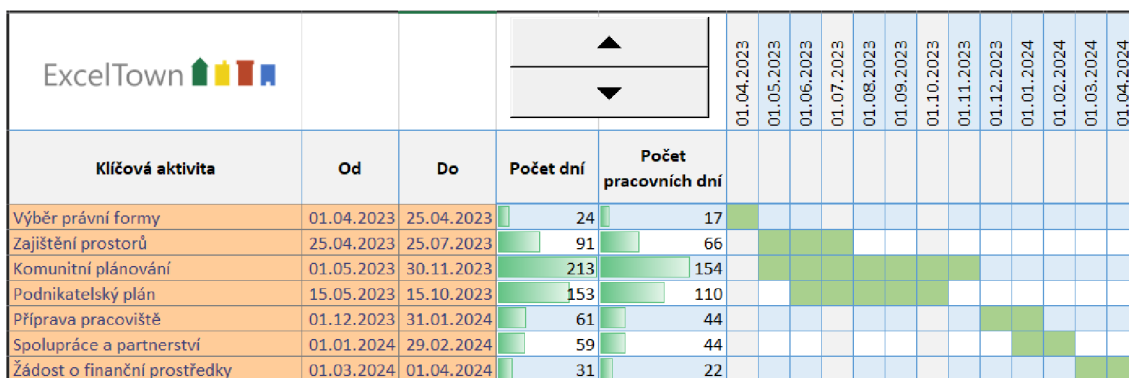 ExcelTown
01.04.2023 01.05.2023 01.06.2023 01.07.2023 01.08.2023 01.09.2023 01.10.2023 01.11.2023 01.12.2023 01.01.2024 01.02.2024 01.03.2024 01.04.2024
Klíčová aktivita Od Do Počet dní Počet
pracovních dní
Výběr právní formy 01.04.2023 25.04.2023 24 17
Zajištění prostorů 25.04.2023 25.07.2023 91 66
Komunitní plánování 01.05.2023 30.11.2023 213 154
Podnikatelský plán 15.05.2023 15.10.2023 153 110
Příprava pracoviště 01.12.2023 31.01.2024 61 44
Spolupráce a partnerství 01.01.2024 29.02.2024 59 44
Žádost o finanční prostředky 01.03.2024 01.04.2024 31 22